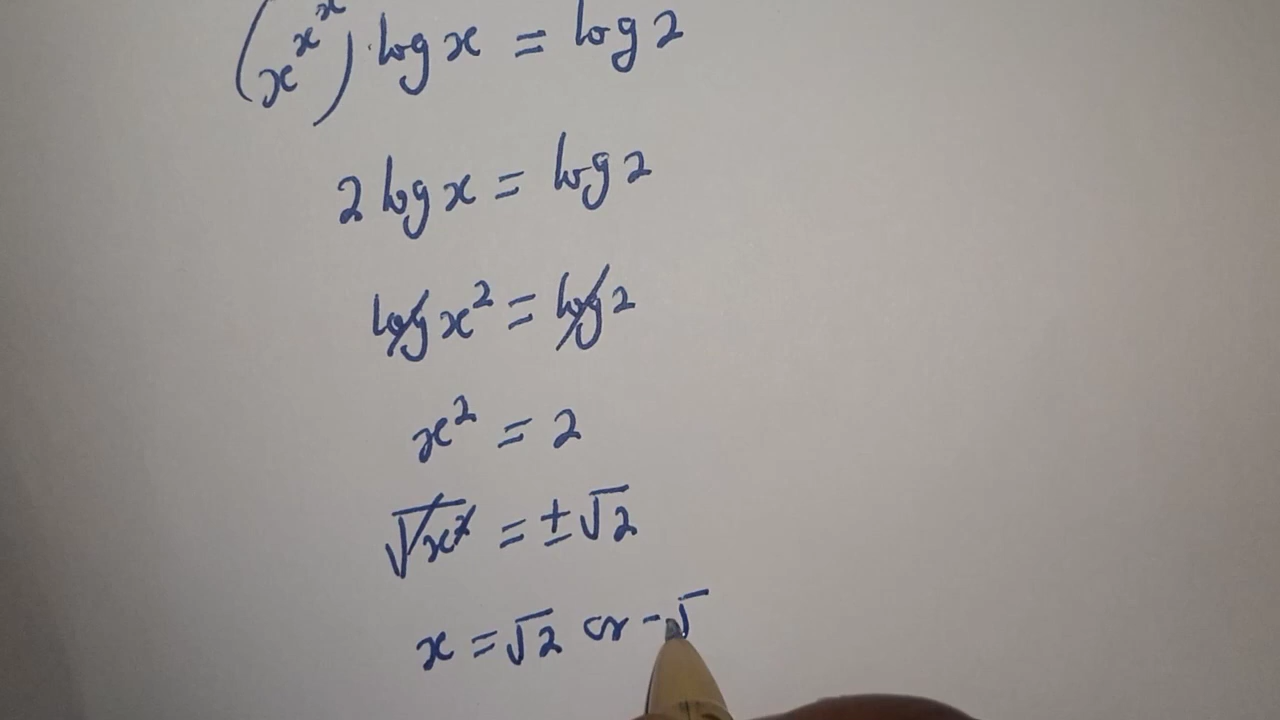 (x^x^x)·log x = log 2
2 log x = log 2
log x² = log 2
x² = 2
√x² = ±√2
x = √2 or -√